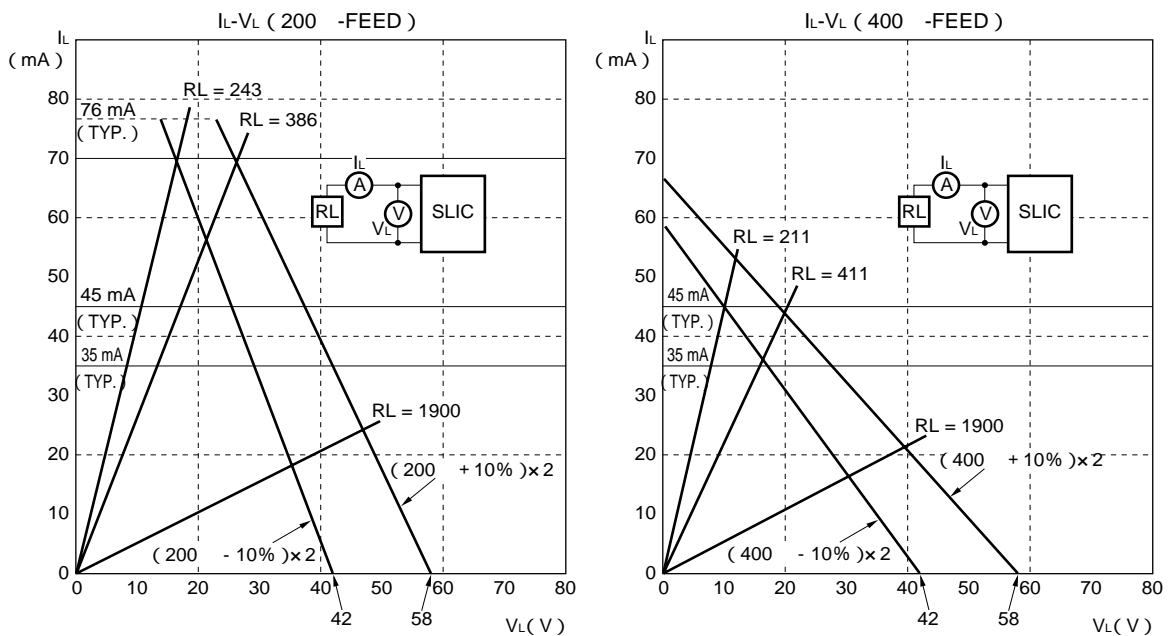 IL-VL ( 200 -FEED )
IL
( mA )
80
76 mA
( TYP. )
70
60
50
45 mA
( TYP. )
40
35 mA
( TYP. )
30
20
10
0
RL = 243
RL = 386
IL
A
RL
VL
V
SLIC
RL = 1900
( 200 + 10% )×2
( 200 - 10% )×2
0 10 20 30 40 50 60 70 80
42 58
VL( V )
IL-VL ( 400 -FEED )
IL
( mA )
80
70
60
50
45 mA
( TYP. )
40
35 mA
( TYP. )
30
20
10
0
IL
A
RL
VL
V
SLIC
RL = 211
RL = 411
RL = 1900
( 400 + 10% )×2
( 400 - 10% )×2
0 10 20 30 40 50 60 70 80
42 58
VL( V )